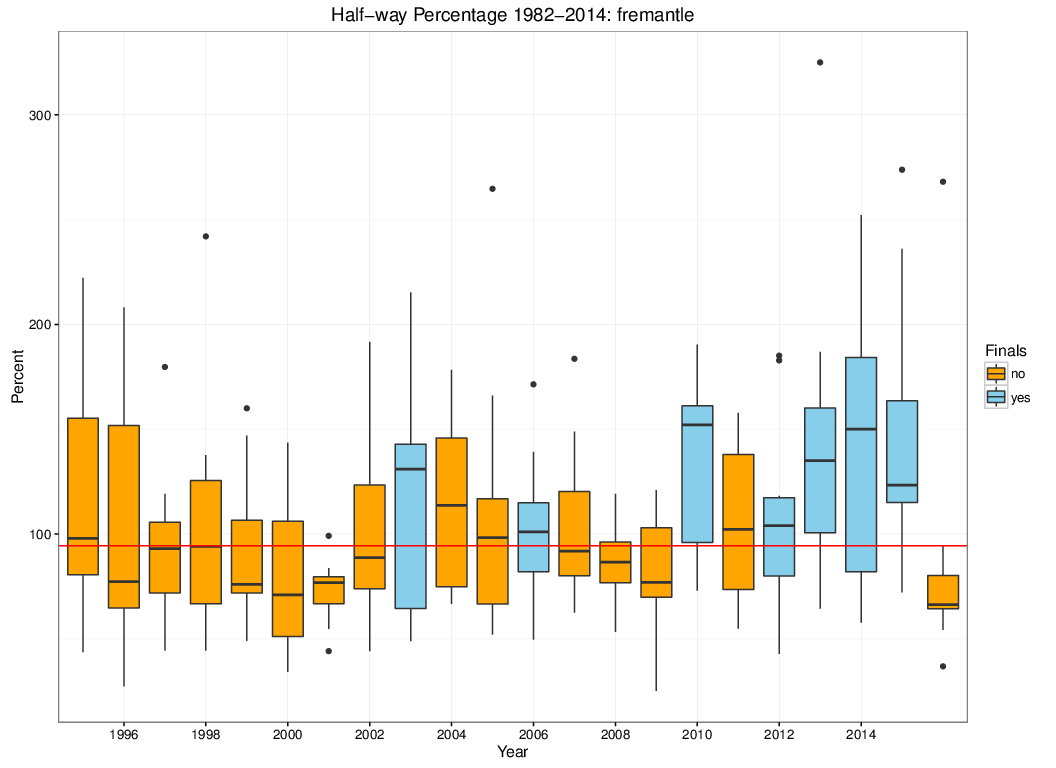 Half−way Percentage 1982−2014: fremantle
300
200
100
Percent
1996 1998 2000 2002 2004 2006 2008 2010 2012 2014
Year
Finals
no
yes